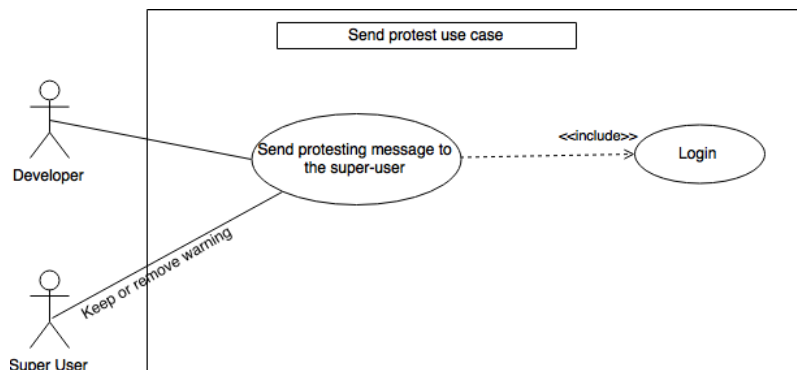 Send protest use case
<<include>>
Send protesting message to
the super-user
Login
Developer
Keep or remove warning
Super User